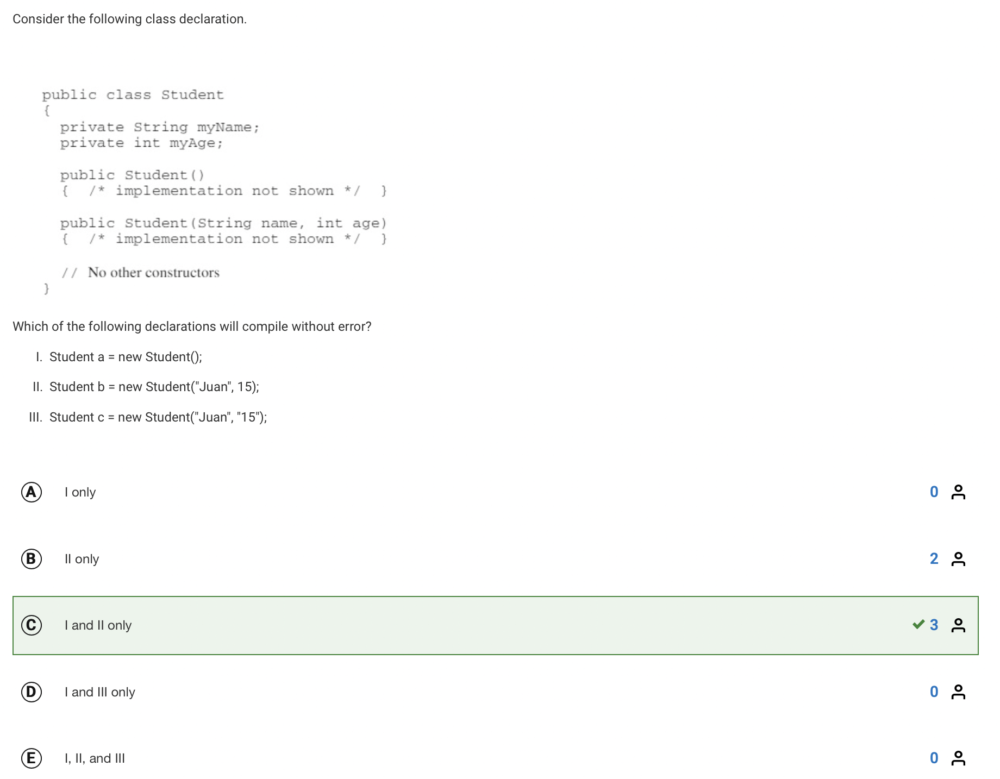 Consider the following class declaration.
public class Student
{
private String myName;
private int myAge;
public Student()
{ /* implementation not shown */ }
public Student(String name, int age)
{ /* implementation not shown */ }
// No other constructors
}
Which of the following declarations will compile without error?
I. Student a = new Student();
II. Student b = new Student("Juan", 15);
III. Student c = new Student("Juan", "15");
A I only 0
B II only 2
C I and II only 3
D I and III only 0
E I, II, and III 0